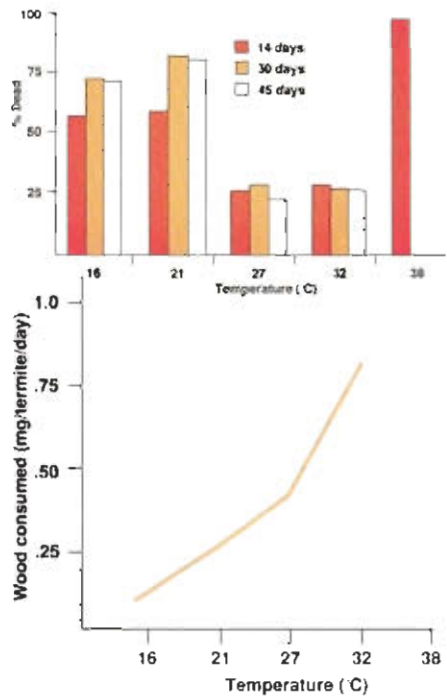 100
75
50
25
% Dead
14 days
30 days
45 days
16 21 27 32 38
Temperature (°C)
1.0
.75
.50
.25
Wood consumed (mg/termite/day)
16 21 27 32 38
Temperature (°C)